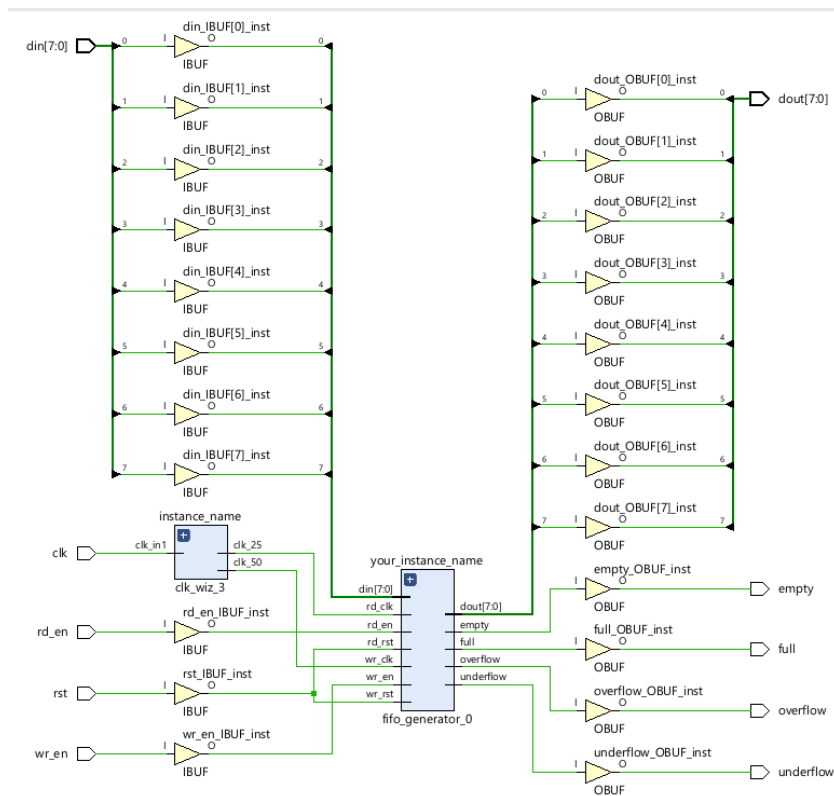 din_IBUF[0]_inst
din[7:0]
0
I
O
0
IBUF
din_IBUF[1]_inst
1
I
O
1
IBUF
din_IBUF[2]_inst
2
I
O
2
IBUF
din_IBUF[3]_inst
3
I
O
3
IBUF
din_IBUF[4]_inst
4
I
O
4
IBUF
din_IBUF[5]_inst
5
I
O
5
IBUF
din_IBUF[6]_inst
6
I
O
6
IBUF
din_IBUF[7]_inst
7
I
O
7
IBUF
dout_OBUF[0]_inst
0
I
O
0
dout[7:0]
OBUF
dout_OBUF[1]_inst
1
I
O
1
OBUF
dout_OBUF[2]_inst
2
I
O
2
OBUF
dout_OBUF[3]_inst
3
I
O
3
OBUF
dout_OBUF[4]_inst
4
I
O
4
OBUF
dout_OBUF[5]_inst
5
I
O
5
OBUF
dout_OBUF[6]_inst
6
I
O
6
OBUF
dout_OBUF[7]_inst
7
I
O
7
OBUF
instance_name
clk
clk_in1
clk_25
clk_50
clk_wiz_3
rd_en_IBUF_inst
rd_en
I
O
IBUF
rst_IBUF_inst
rst
I
O
IBUF
wr_en_IBUF_inst
wr_en
I
O
IBUF
your_instance_name
din[7:0]
rd_clk
rd_en
rd_rst
wr_clk
wr_en
wr_rst
dout[7:0]
empty
full
overflow
underflow
fifo_generator_0
empty_OBUF_inst
I
O
empty
OBUF
full_OBUF_inst
I
O
full
OBUF
overflow_OBUF_inst
I
O
overflow
OBUF
underflow_OBUF_inst
I
O
underflow
OBUF